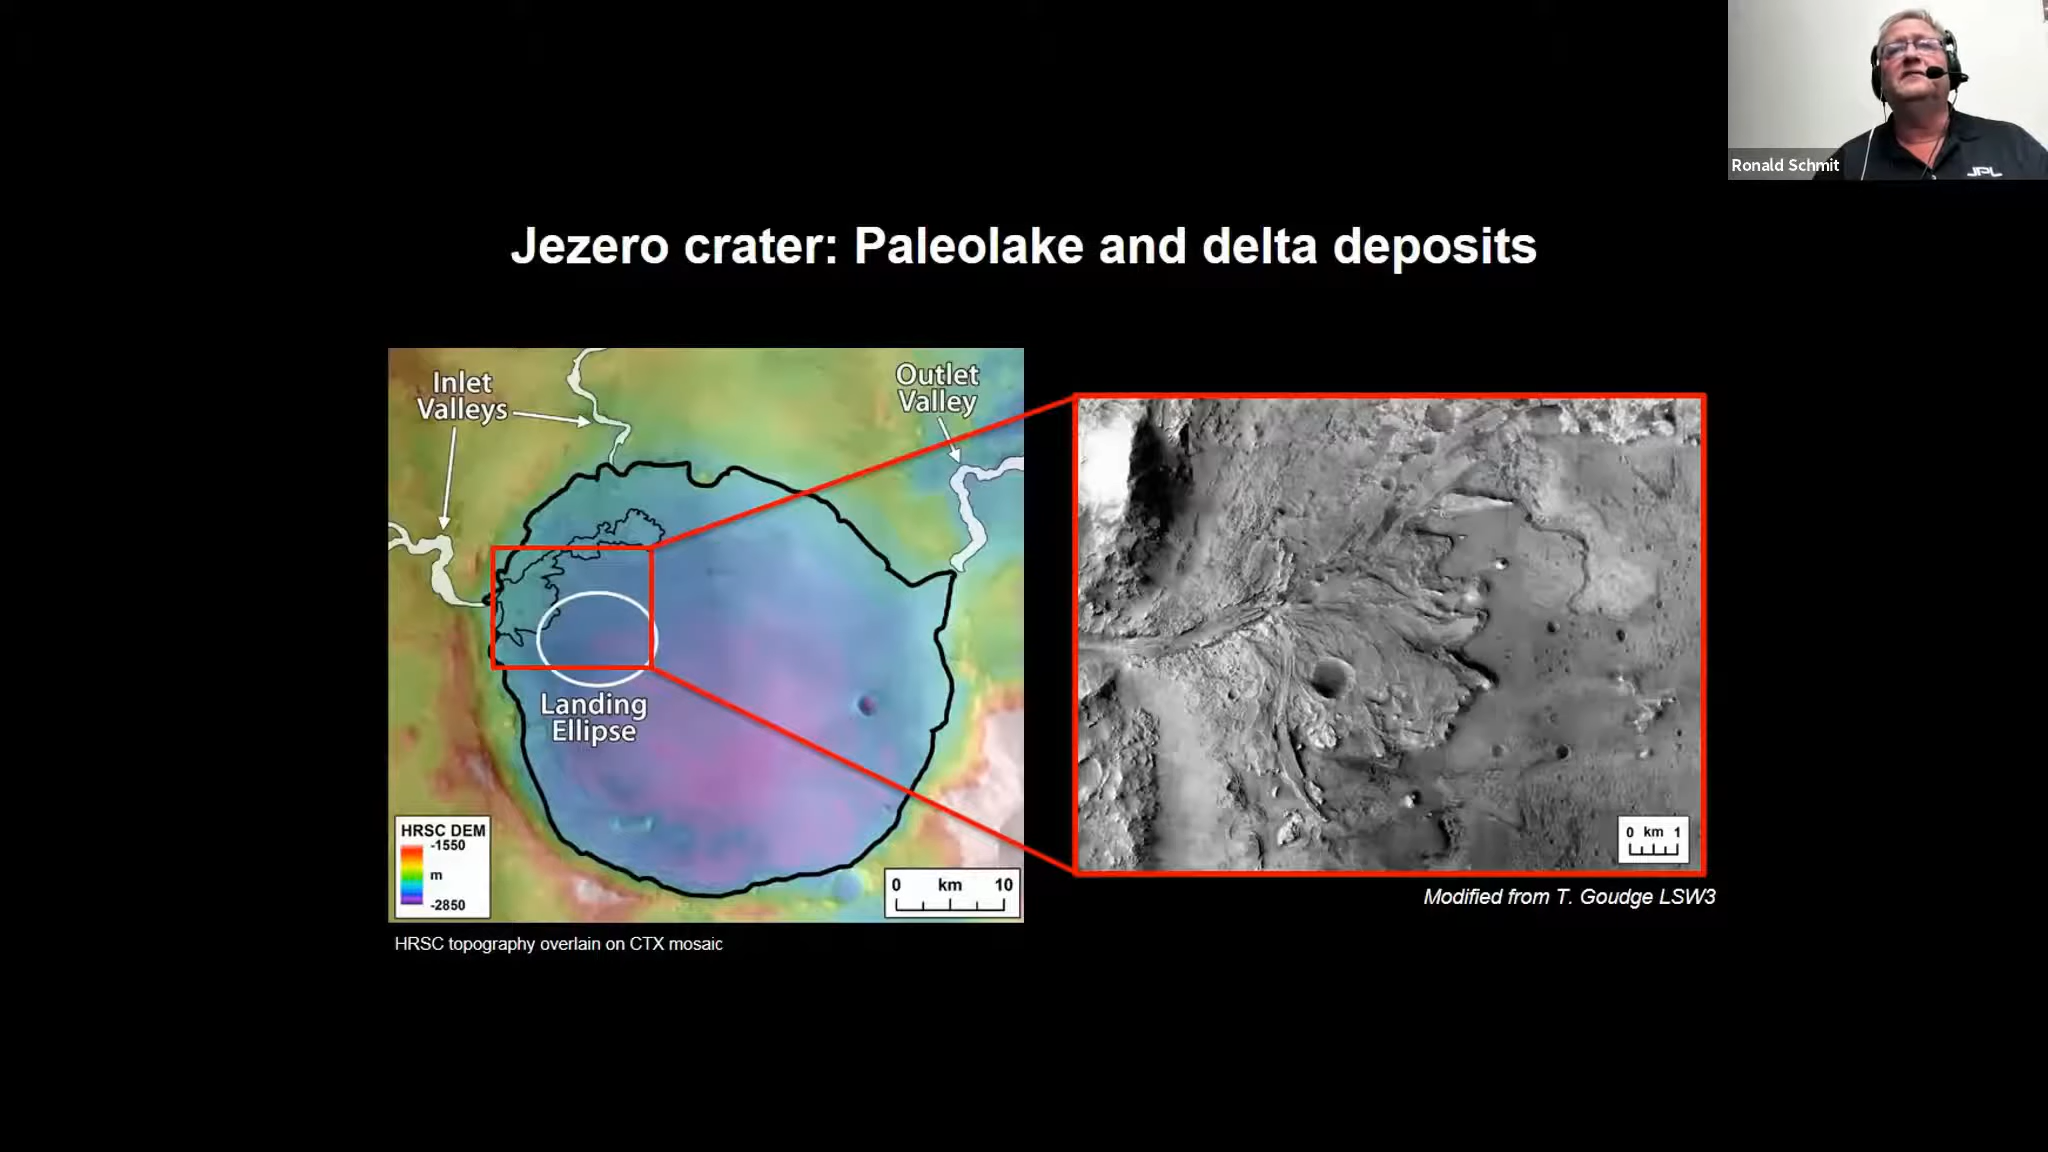 Ronald Schmit
JPL
Jezero crater: Paleolake and delta deposits
Inlet
Valleys
Outlet
Valley
Landing
Ellipse
HRSC DEM
-1550
m
-2850
0 km 10
0 km 1
Modified from T. Goudge LSW3
HRSC topography overlain on CTX mosaic